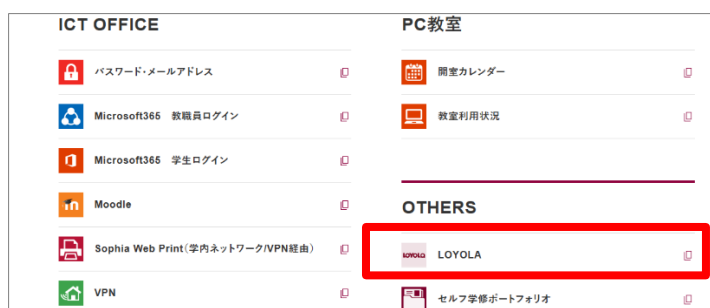 ICT OFFICE
パスワード・メールアドレス
Microsoft365 教職員ログイン
Microsoft365 学生ログイン
Moodle
Sophia Web Print(学内ネットワーク/VPN経由)
VPN
PC教室
開室カレンダー
教室利用状況
OTHERS
LOYOLA LOYOLA
セルフ学修ポートフォリオ